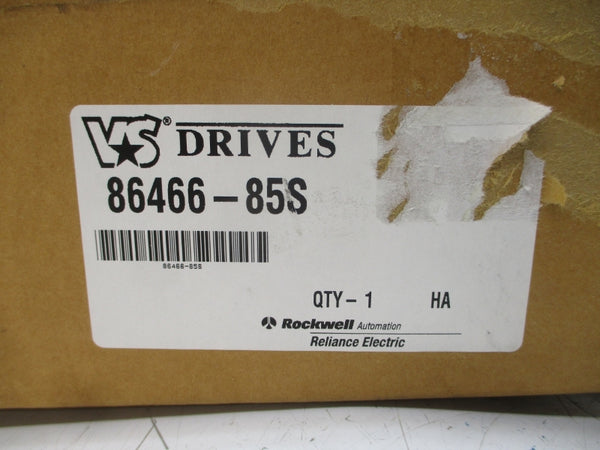 VS® DRIVES
86466-85S
86466-85S
QTY- 1 HA
Rockwell Automation
Reliance Electric